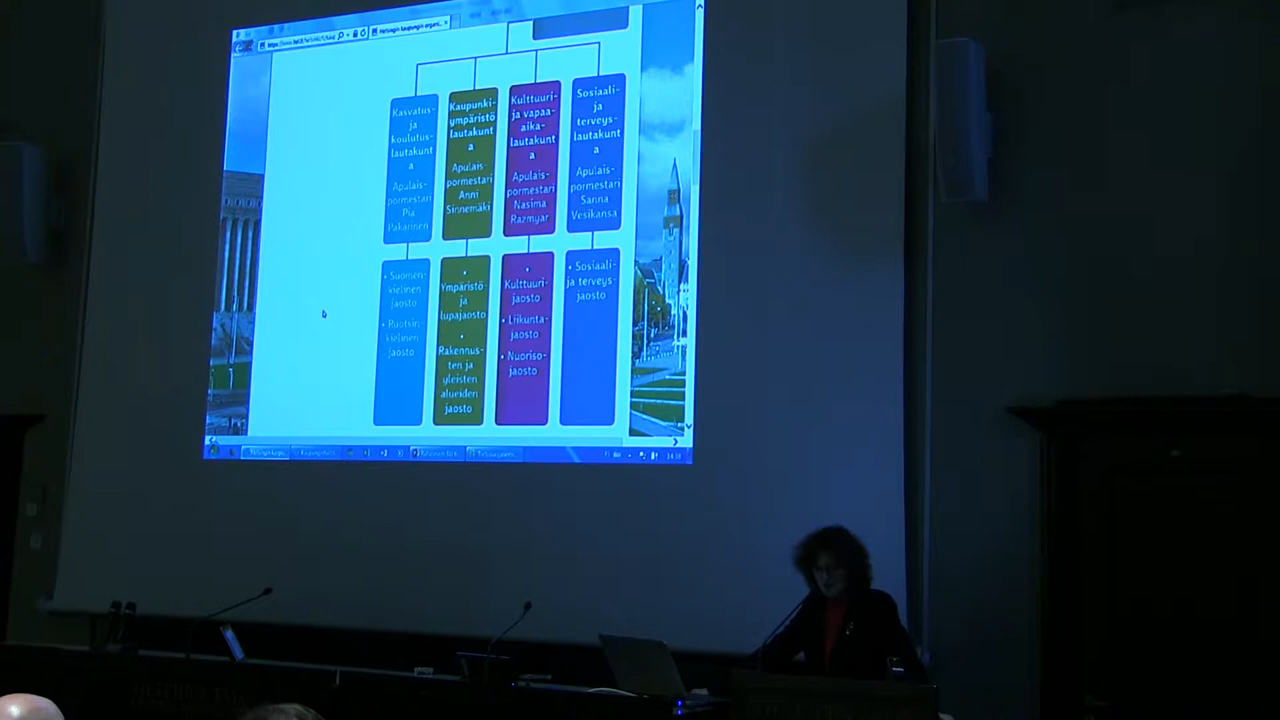 Helsingin kaupungin organi...
Kasvatus-
ja
koulutus-
lautakunt
a
Apulais-
pormestari
Pia
Pakarinen
Kaupunki-
ympäristö
lautakunt
a
Apulais-
pormestari
Anni
Sinnemäki
Kulttuuri-
ja vapaa-
aika-
lautakunt
a
Apulais-
pormestari
Nasima
Razmyar
Sosiaali-
ja
terveys-
lautakunt
a
Apulais-
pormestari
Sanna
Vesikansa
• Suomen-
kielinen
jaosto
• Ruotsin-
kielinen
jaosto
•
Ympäristö-
ja
lupajaosto
•
Rakennus-
ten ja
yleisten
alueiden
jaosto
•
Kulttuuri-
jaosto
• Liikunta-
jaosto
• Nuoriso-
jaosto
• Sosiaali-
ja terveys-
jaosto